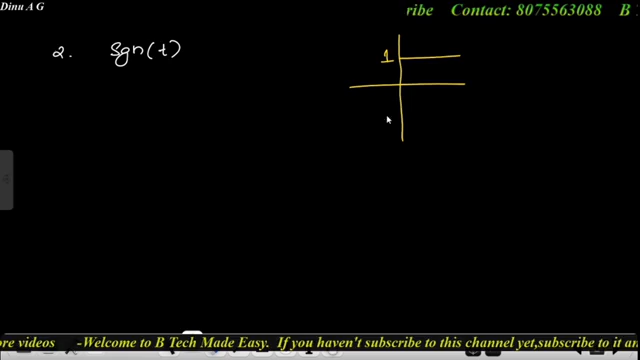 Dinu A G
ribe Contact: 8075563088 B
2. Sgn(t)
1
ore videos -Welcome to B Tech Made Easy. If you haven't subscribe to this channel yet,subscribe to it an